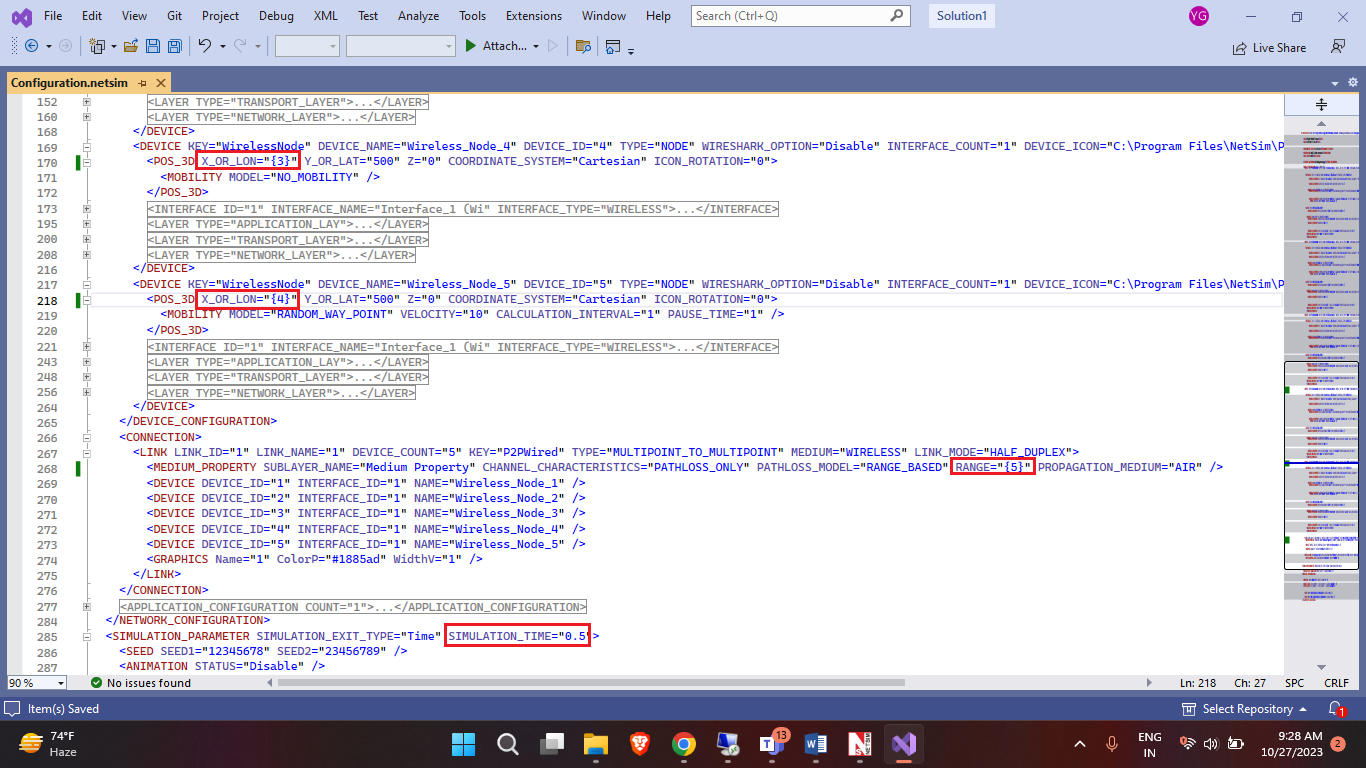 File Edit View Git Project Debug XML Test Analyze Tools Extensions Window Help Search (Ctrl+Q) Solution1 YG
Attach... Live Share
Configuration.netsim
152 <LAYER TYPE="TRANSPORT_LAYER">...</LAYER>
160 <LAYER TYPE="NETWORK_LAYER">...</LAYER>
168 </DEVICE>
169 <DEVICE KEY="WirelessNode" DEVICE_NAME="Wireless_Node_4" DEVICE_ID="4" TYPE="NODE" WIRESHARK_OPTION="Disable" INTERFACE_COUNT="1" DEVICE_ICON="C:\Program Files\NetSim\P
170 <POS_3D X_OR_LON="{3}" Y_OR_LAT="500" Z="0" COORDINATE_SYSTEM="Cartesian" ICON_ROTATION="0">
171 <MOBILITY MODEL="NO_MOBILITY" />
172 </POS_3D>
173 <INTERFACE ID="1" INTERFACE_NAME="Interface_1 (Wi" INTERFACE_TYPE="WIRELESS">...</INTERFACE>
195 <LAYER TYPE="APPLICATION_LAY">...</LAYER>
200 <LAYER TYPE="TRANSPORT_LAYER">...</LAYER>
208 <LAYER TYPE="NETWORK_LAYER">...</LAYER>
216 </DEVICE>
217 <DEVICE KEY="WirelessNode" DEVICE_NAME="Wireless_Node_5" DEVICE_ID="5" TYPE="NODE" WIRESHARK_OPTION="Disable" INTERFACE_COUNT="1" DEVICE_ICON="C:\Program Files\NetSim\P
218 <POS_3D X_OR_LON="{4}" Y_OR_LAT="500" Z="0" COORDINATE_SYSTEM="Cartesian" ICON_ROTATION="0">
219 <MOBILITY MODEL="RANDOM_WAY_POINT" VELOCITY="10" CALCULATION_INTERVAL="1" PAUSE_TIME="1" />
220 </POS_3D>
221 <INTERFACE ID="1" INTERFACE_NAME="Interface_1 (Wi" INTERFACE_TYPE="WIRELESS">...</INTERFACE>
243 <LAYER TYPE="APPLICATION_LAY">...</LAYER>
248 <LAYER TYPE="TRANSPORT_LAYER">...</LAYER>
256 <LAYER TYPE="NETWORK_LAYER">...</LAYER>
264 </DEVICE>
265 </DEVICE_CONFIGURATION>
266 <CONNECTION>
267 <LINK LINK_ID="1" LINK_NAME="1" DEVICE_COUNT="5" KEY="P2PWired" TYPE="MULTIPOINT_TO_MULTIPOINT" MEDIUM="WIRELESS" LINK_MODE="HALF_DUPLEX">
268 <MEDIUM_PROPERTY SUBLAYER_NAME="Medium Property" CHANNEL_CHARACTERISTICS="PATHLOSS_ONLY" PATHLOSS_MODEL="RANGE_BASED" RANGE="{5}" PROPAGATION_MEDIUM="AIR" />
269 <DEVICE DEVICE_ID="1" INTERFACE_ID="1" NAME="Wireless_Node_1" />
270 <DEVICE DEVICE_ID="2" INTERFACE_ID="1" NAME="Wireless_Node_2" />
271 <DEVICE DEVICE_ID="3" INTERFACE_ID="1" NAME="Wireless_Node_3" />
272 <DEVICE DEVICE_ID="4" INTERFACE_ID="1" NAME="Wireless_Node_4" />
273 <DEVICE DEVICE_ID="5" INTERFACE_ID="1" NAME="Wireless_Node_5" />
274 <GRAPHICS Name="1" ColorP="#1885ad" WidthV="1" />
275 </LINK>
276 </CONNECTION>
277 <APPLICATION_CONFIGURATION COUNT="1">...</APPLICATION_CONFIGURATION>
284 </NETWORK_CONFIGURATION>
285 <SIMULATION_PARAMETER SIMULATION_EXIT_TYPE="Time" SIMULATION_TIME="0.5">
286 <SEED SEED1="12345678" SEED2="23456789" />
287 <ANIMATION STATUS="Disable" />
90 % No issues found Ln: 218 Ch: 27 SPC CRLF
Item(s) Saved Select Repository 1
74°F
Haze
13
ENG
IN
9:28 AM
10/27/2023
2